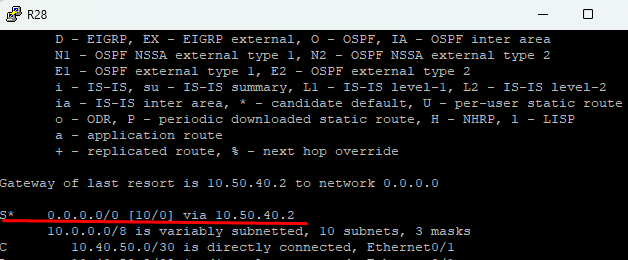 R28
D - EIGRP, EX - EIGRP external, O - OSPF, IA - OSPF inter area
N1 - OSPF NSSA external type 1, N2 - OSPF NSSA external type 2
E1 - OSPF external type 1, E2 - OSPF external type 2
i - IS-IS, su - IS-IS summary, L1 - IS-IS level-1, L2 - IS-IS level-2
ia - IS-IS inter area, * - candidate default, U - per-user static route
o - ODR, P - periodic downloaded static route, H - NHRP, l - LISP
a - application route
+ - replicated route, % - next hop override
Gateway of last resort is 10.50.40.2 to network 0.0.0.0
S* 0.0.0.0/0 [10/0] via 10.50.40.2
10.0.0.0/8 is variably subnetted, 10 subnets, 3 masks
C 10.40.50.0/30 is directly connected, Ethernet0/1